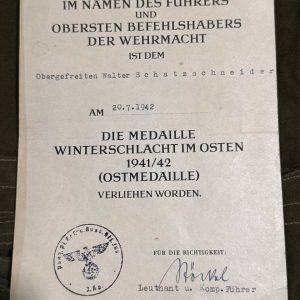 IM NAMEN DES FÜHRERS
UND
OBERSTEN BEFEHLSHABERS
DER WEHRMACHT
IST DEM
Obergefreiten Walter Schatzschneider
AM 20.7.1942
DIE MEDAILLE
WINTERSCHLACHT IM OSTEN
1941/42
(OSTMEDAILLE)
VERLIEHEN WORDEN.
FÜR DIE RICHTIGKEIT:
Leutnant u. Komp.Führer